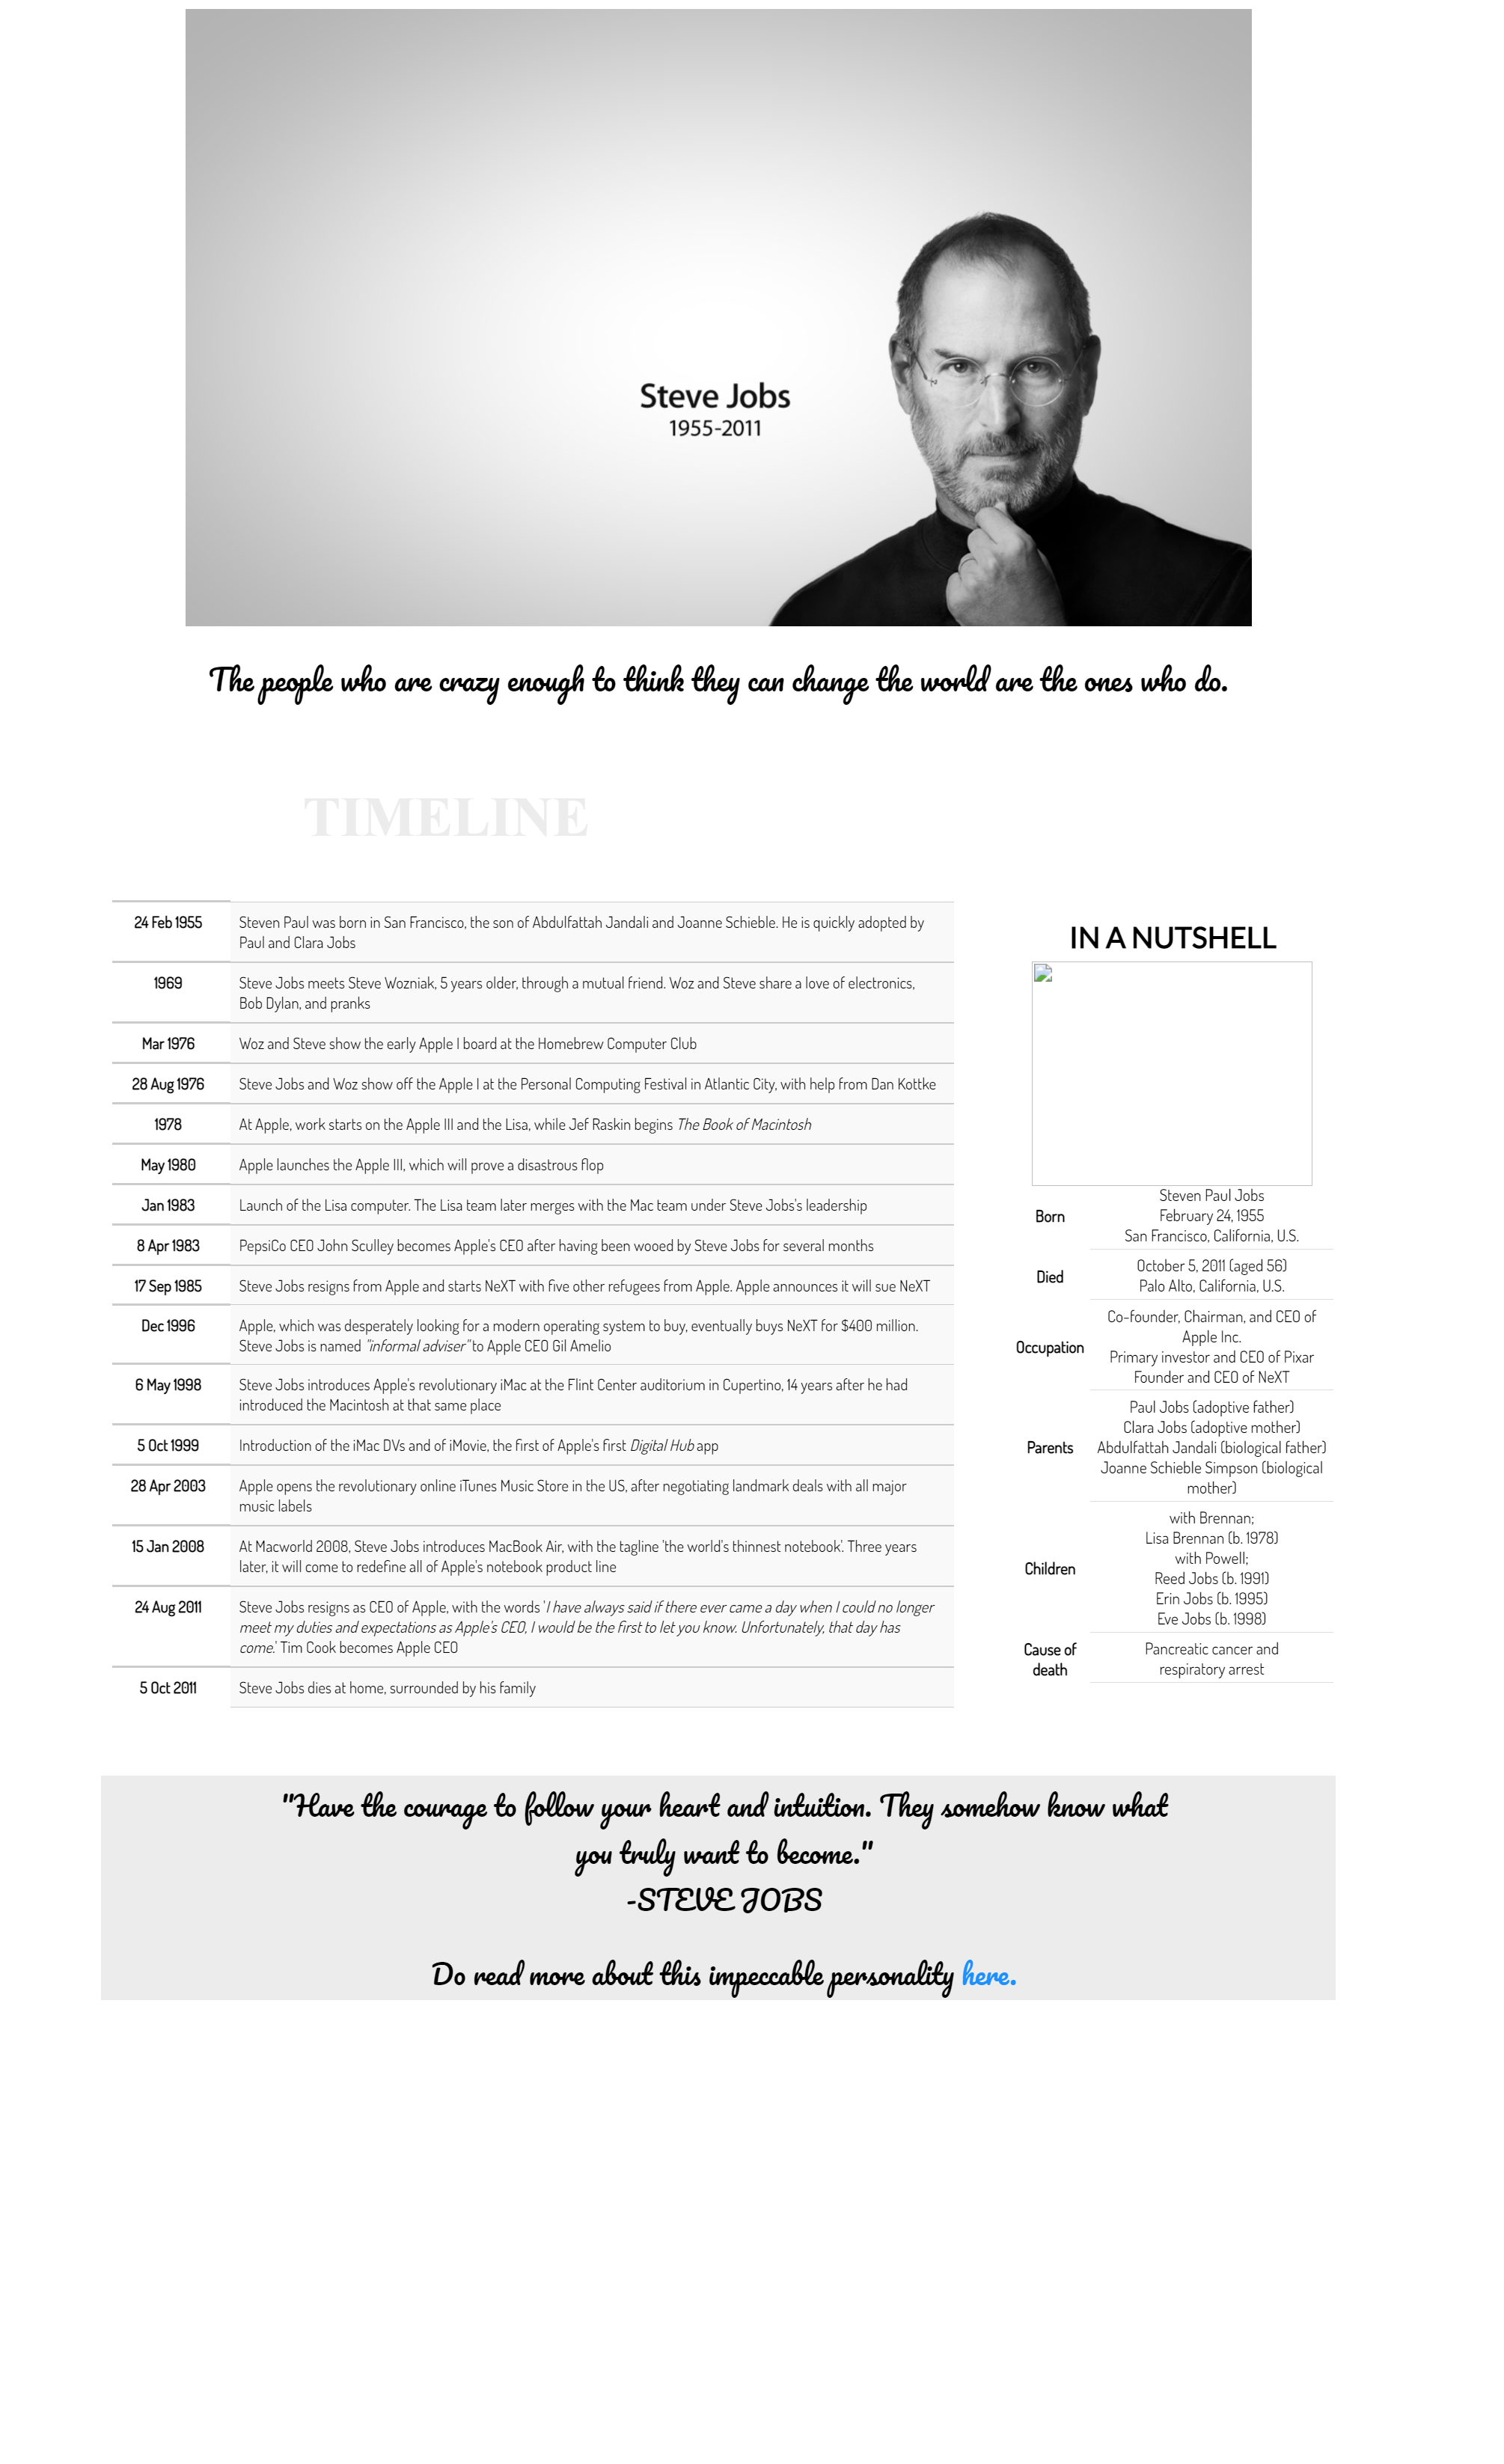 Steve Jobs
1955-2011
The people who are crazy enough to think they can change the world are the ones who do.
TIMELINE
24 Feb 1955
Steven Paul was born in San Francisco, the son of Abdulfattah Jandali and Joanne Schieble. He is quickly adopted by
Paul and Clara Jobs
1969
Steve Jobs meets Steve Wozniak, 5 years older, through a mutual friend. Woz and Steve share a love of electronics,
Bob Dylan, and pranks
Mar 1976
Woz and Steve show the early Apple I board at the Homebrew Computer Club
28 Aug 1976
Steve Jobs and Woz show off the Apple I at the Personal Computing Festival in Atlantic City, with help from Dan Kottke
1978
At Apple, work starts on the Apple III and the Lisa, while Jef Raskin begins The Book of Macintosh
May 1980
Apple launches the Apple III, which will prove a disastrous flop
Jan 1983
Launch of the Lisa computer. The Lisa team later merges with the Mac team under Steve Jobs's leadership
8 Apr 1983
PepsiCo CEO John Sculley becomes Apple's CEO after having been wooed by Steve Jobs for several months
17 Sep 1985
Steve Jobs resigns from Apple and starts NeXT with five other refugees from Apple. Apple announces it will sue NeXT
Dec 1996
Apple, which was desperately looking for a modern operating system to buy, eventually buys NeXT for $400 million.
Steve Jobs is named "informal adviser" to Apple CEO Gil Amelio
6 May 1998
Steve Jobs introduces Apple's revolutionary iMac at the Flint Center auditorium in Cupertino, 14 years after he had
introduced the Macintosh at that same place
5 Oct 1999
Introduction of the iMac DVs and of iMovie, the first of Apple's first Digital Hub app
28 Apr 2003
Apple opens the revolutionary online iTunes Music Store in the US, after negotiating landmark deals with all major
music labels
15 Jan 2008
At Macworld 2008, Steve Jobs introduces MacBook Air, with the tagline 'the world's thinnest notebook'. Three years
later, it will come to redefine all of Apple's notebook product line
24 Aug 2011
Steve Jobs resigns as CEO of Apple, with the words 'I have always said if there ever came a day when I could no longer
meet my duties and expectations as Apple's CEO, I would be the first to let you know. Unfortunately, that day has
come.' Tim Cook becomes Apple CEO
5 Oct 2011
Steve Jobs dies at home, surrounded by his family
IN A NUTSHELL
Born
Steven Paul Jobs
February 24, 1955
San Francisco, California, U.S.
Died
October 5, 2011 (aged 56)
Palo Alto, California, U.S.
Occupation
Co-founder, Chairman, and CEO of
Apple Inc.
Primary investor and CEO of Pixar
Founder and CEO of NeXT
Parents
Paul Jobs (adoptive father)
Clara Jobs (adoptive mother)
Abdulfattah Jandali (biological father)
Joanne Schieble Simpson (biological
mother)
Children
with Brennan;
Lisa Brennan (b. 1978)
with Powell;
Reed Jobs (b. 1991)
Erin Jobs (b. 1995)
Eve Jobs (b. 1998)
Cause of
death
Pancreatic cancer and
respiratory arrest
"Have the courage to follow your heart and intuition. They somehow know what
you truly want to become."
-STEVE JOBS
Do read more about this impeccable personality here.